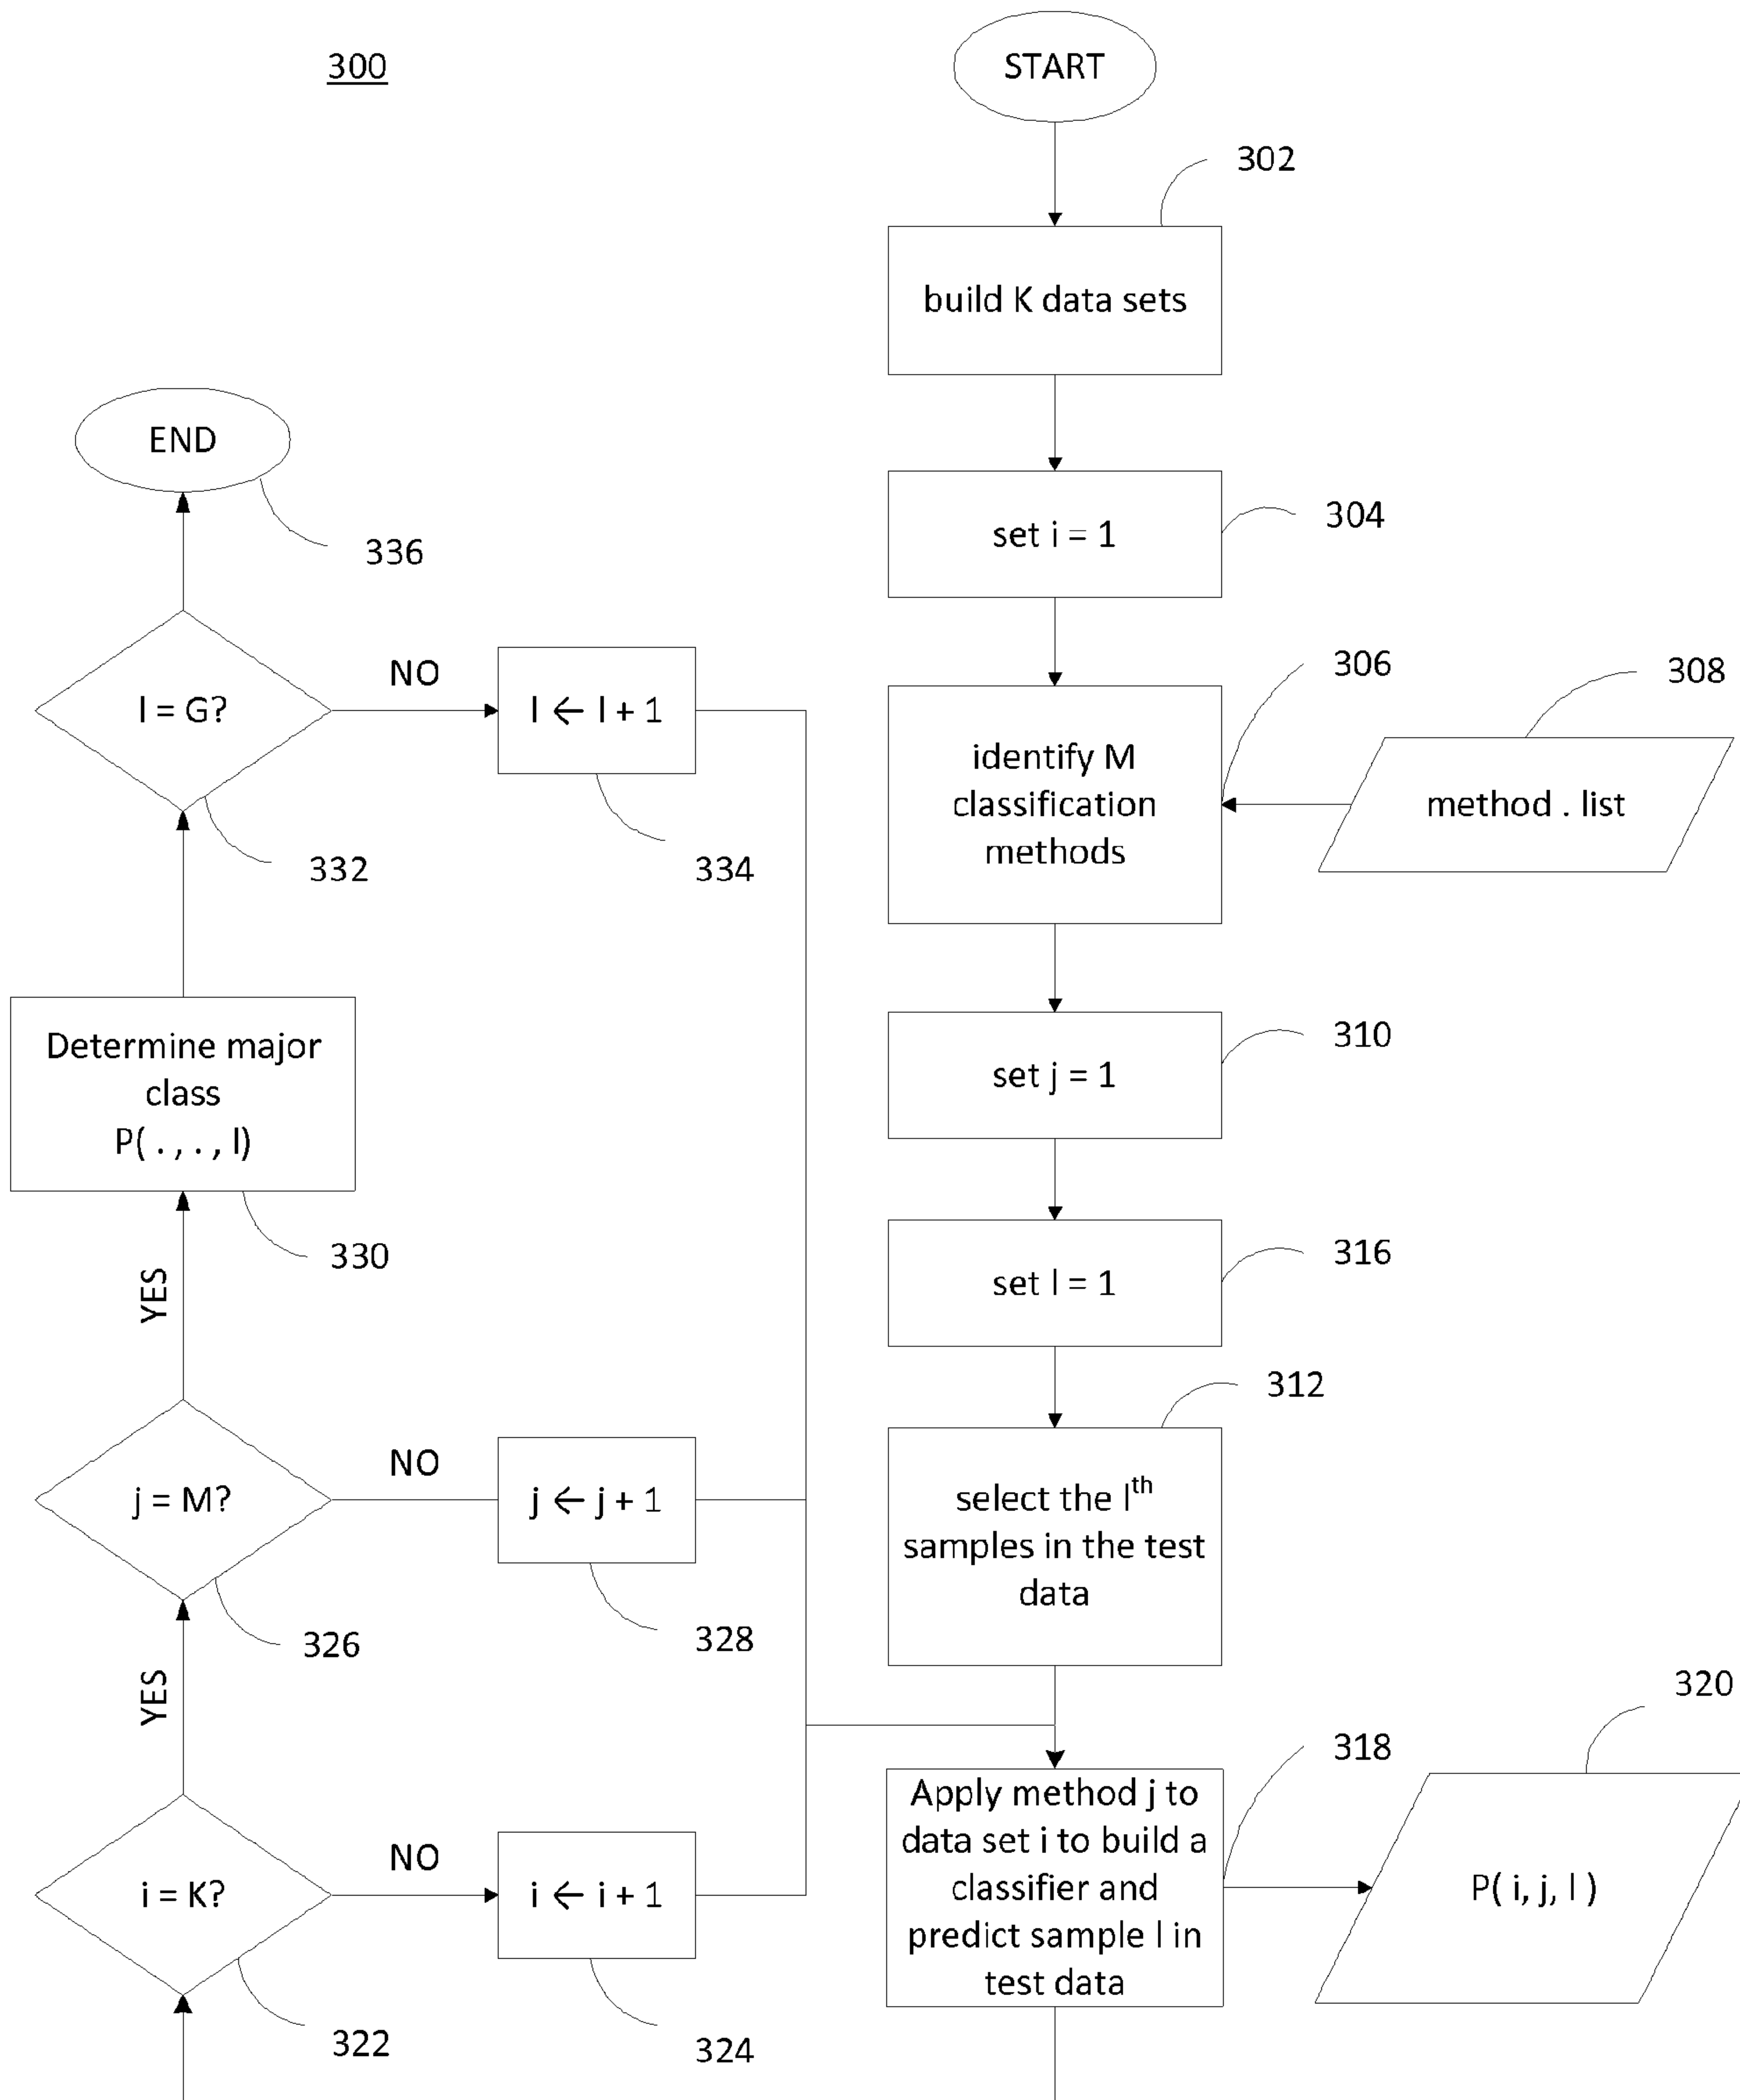 300
START
302
build K data sets
set i = 1
304
306
308
identify M
classification
methods
method . list
set j = 1
310
set l = 1
316
312
select the lth
samples in the test
data
Apply method j to
data set i to build a
classifier and
predict sample l in
test data
318
320
P( i, j, l )
i = K?
322
NO
i ← i + 1
324
YES
j = M?
326
NO
j ← j + 1
328
YES
Determine major
class
P( . , . , l)
330
l = G?
332
NO
l ← l + 1
334
END
336